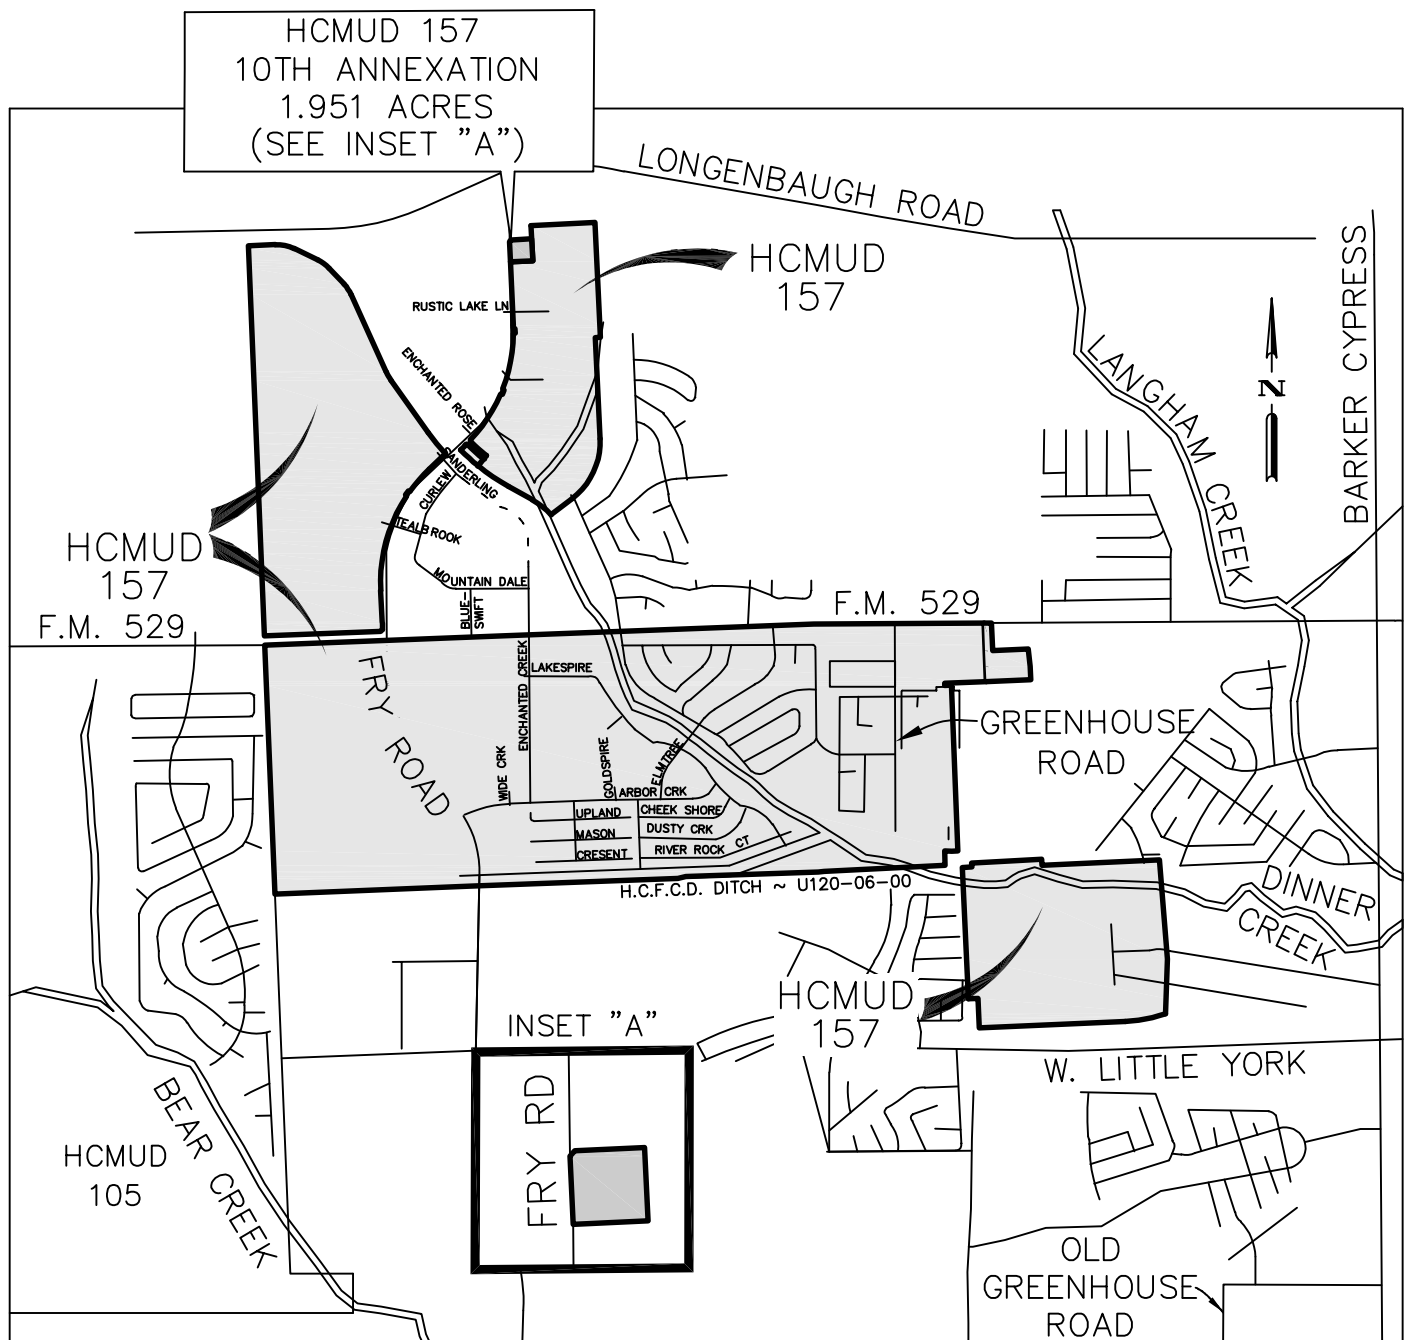 HCMUD 157
10TH ANNEXATION
1.951 ACRES
(SEE INSET "A")
LONGENBAUGH ROAD
HCMUD
157
BARKER CYPRESS
LANGHAM CREEK
N
RUSTIC LAKE LN
ENCHANTED ROSE
SANDERLING
CURLEW
TEALBROOK
HCMUD
157
MOUNTAIN DALE
BLUE-
SWIFT
F.M. 529
F.M. 529
FRY ROAD
ENCHANTED CREEK
LAKESPIRE
GREENHOUSE
ROAD
WIDE CRK
GOLDSPIRE
ELMTREE
ARBOR CRK
UPLAND
CHEEK SHORE
MASON
DUSTY CRK
CRESENT
RIVER ROCK CT
H.C.F.C.D. DITCH ~ U120-06-00
DINNER
CREEK
HCMUD
157
INSET "A"
FRY RD
W. LITTLE YORK
BEAR CREEK
HCMUD
105
OLD
GREENHOUSE
ROAD